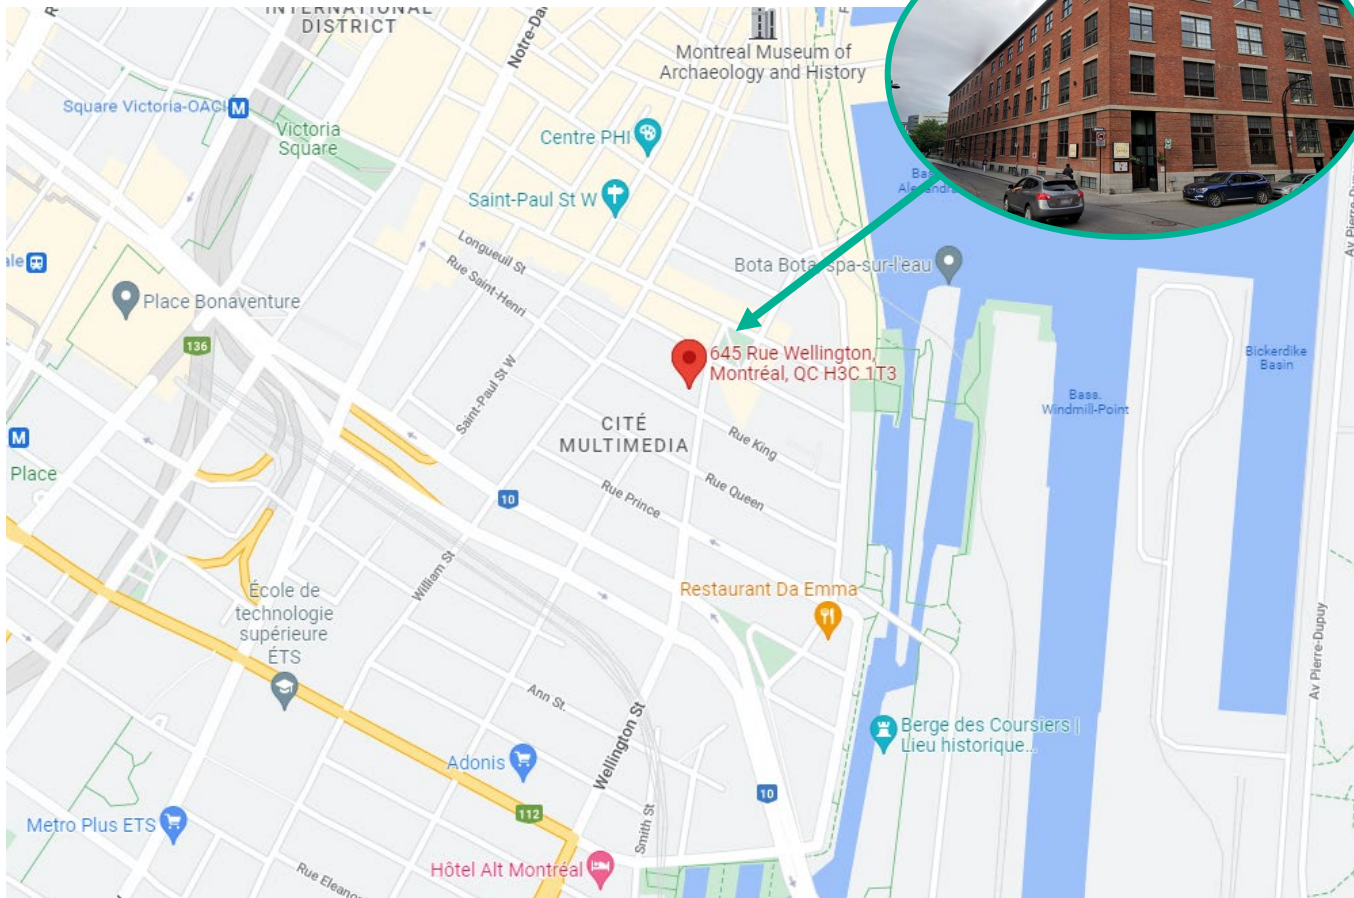 INTERNATIONAL
DISTRICT
Notre-Da
Montreal Museum of
Archaeology and History
Square Victoria-OACI
M
Victoria
Square
Centre PHI
Saint-Paul St W
Longueuil St
Rue Saint-Henri
Bota Bota, spa-sur-l'eau
Place Bonaventure
136
645 Rue Wellington,
Montréal, QC H3C 1T3
Bickerdike
Basin
Bass.
Windmill-Point
Saint-Paul St W
CITÉ
MULTIMEDIA
Rue King
M
Place
Rue Queen
Rue Prince
10
William St
Restaurant Da Emma
École de
technologie
supérieure
ÉTS
Av Pierre-Dupuy
Ann St.
Wellington St
Berge des Coursiers |
Lieu historique...
Adonis
10
112
Metro Plus ETS
Smith St
Hôtel Alt Montréal
Rue Eleano